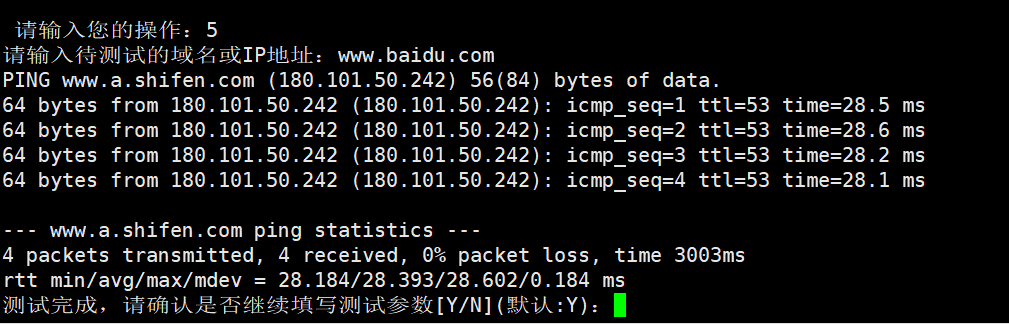 请输入您的操作：5
请输入待测试的域名或IP地址：www.baidu.com
PING www.a.shifen.com (180.101.50.242) 56(84) bytes of data.
64 bytes from 180.101.50.242 (180.101.50.242): icmp_seq=1 ttl=53 time=28.5 ms
64 bytes from 180.101.50.242 (180.101.50.242): icmp_seq=2 ttl=53 time=28.6 ms
64 bytes from 180.101.50.242 (180.101.50.242): icmp_seq=3 ttl=53 time=28.2 ms
64 bytes from 180.101.50.242 (180.101.50.242): icmp_seq=4 ttl=53 time=28.1 ms
--- www.a.shifen.com ping statistics ---
4 packets transmitted, 4 received, 0% packet loss, time 3003ms
rtt min/avg/max/mdev = 28.184/28.393/28.602/0.184 ms
测试完成，请确认是否继续填写测试参数[Y/N](默认:Y)：